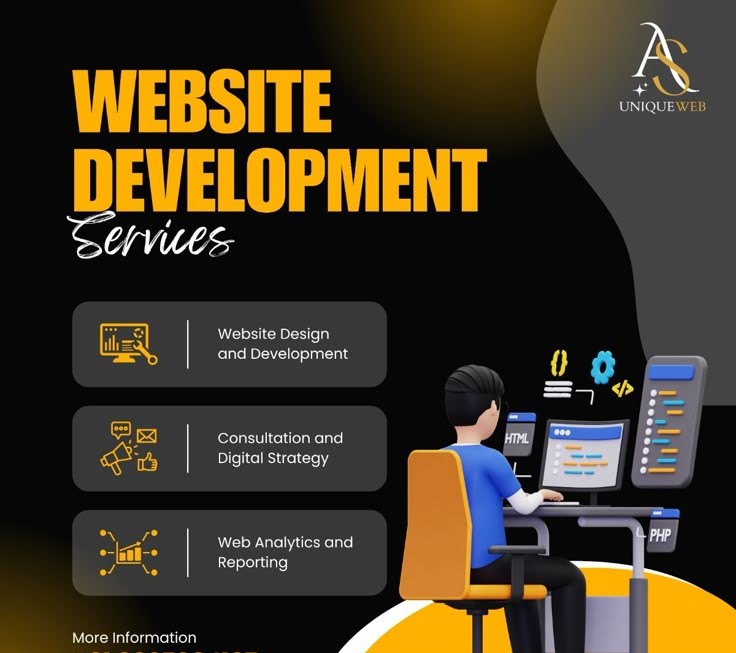 AS
UNIQUEWEB
WEBSITE
DEVELOPMENT
Services
Website Design
and Development
Consultation and
Digital Strategy
Web Analytics and
Reporting
HTML
</>
PHP
More Information